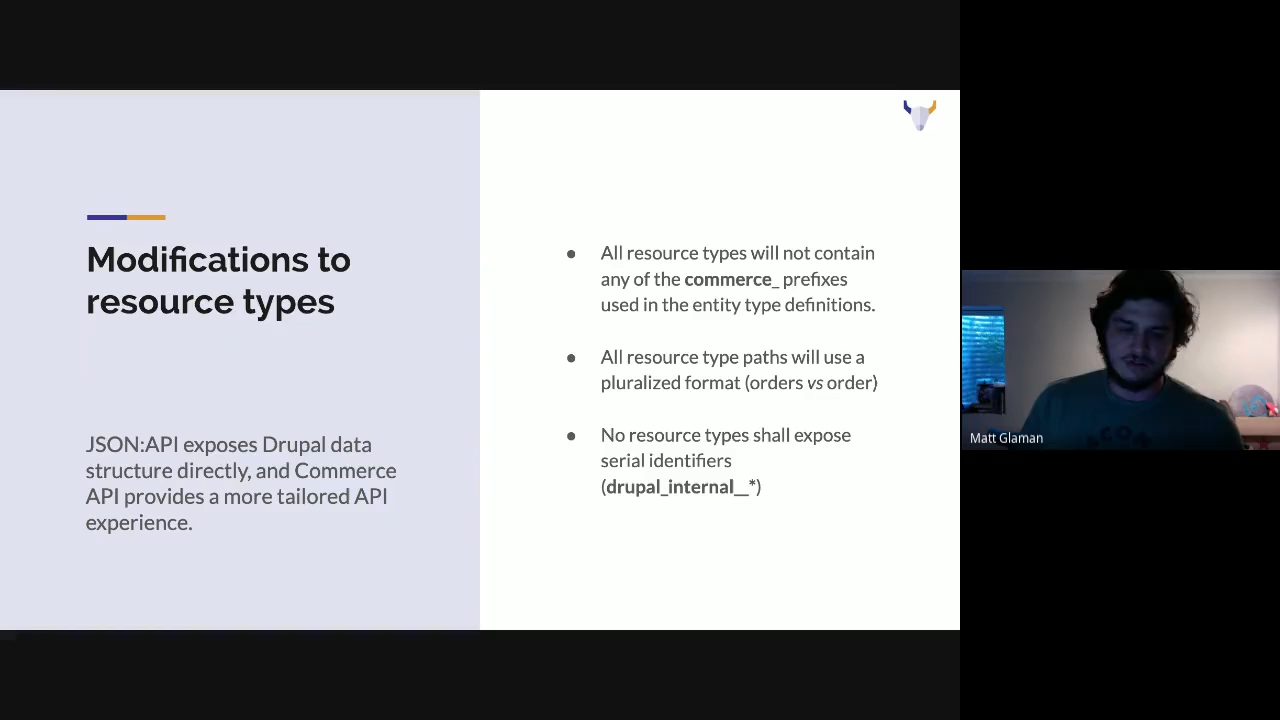 Modifications to
resource types
JSON:API exposes Drupal data
structure directly, and Commerce
API provides a more tailored API
experience.
● All resource types will not contain
any of the commerce_ prefixes
used in the entity type definitions.
● All resource type paths will use a
pluralized format (orders vs order)
● No resource types shall expose
serial identifiers
(drupal_internal__*)
Matt Glaman